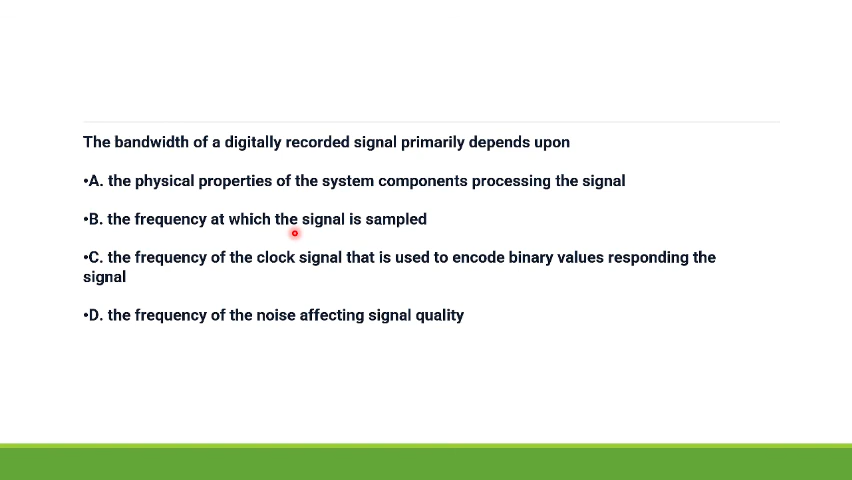 The bandwidth of a digitally recorded signal primarily depends upon
•A. the physical properties of the system components processing the signal
•B. the frequency at which the signal is sampled
•C. the frequency of the clock signal that is used to encode binary values responding the
signal
•D. the frequency of the noise affecting signal quality